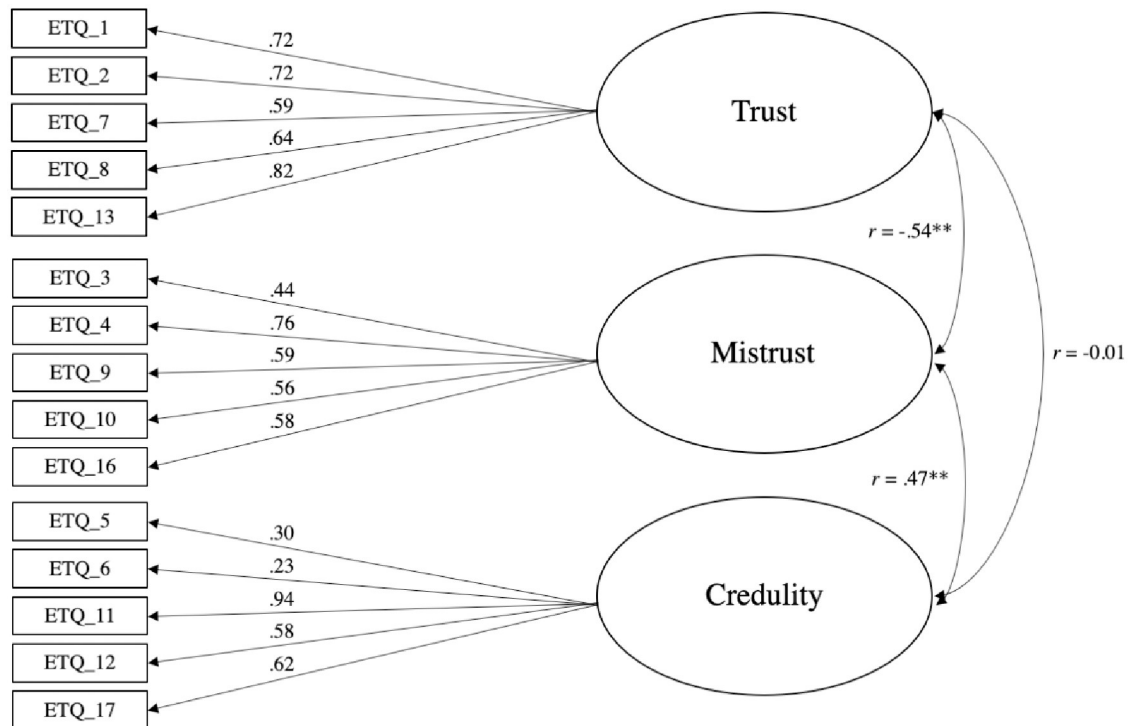 ETQ_1
.72
ETQ_2
.72
ETQ_7
.59
ETQ_8
.64
ETQ_13
.82
Trust
r = -.54**
ETQ_3
.44
ETQ_4
.76
ETQ_9
.59
ETQ_10
.56
ETQ_16
.58
Mistrust
r = -0.01
r = .47**
ETQ_5
.30
ETQ_6
.23
ETQ_11
.94
ETQ_12
.58
ETQ_17
.62
Credulity